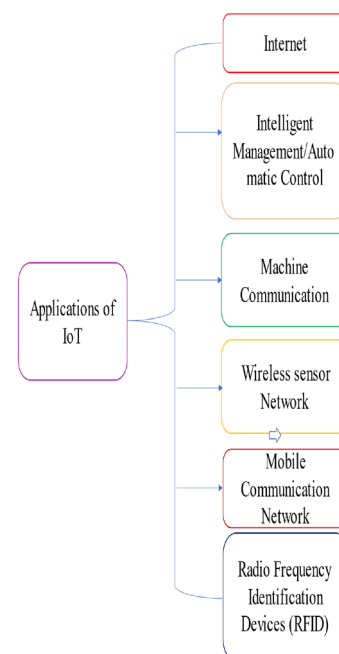 Internet
Intelligent
Management/Auto
matic Control
Machine
Communication
Applications of
IoT
Wireless sensor
Network
Mobile
Communication
Network
Radio Frequency
Identification
Devices (RFID)